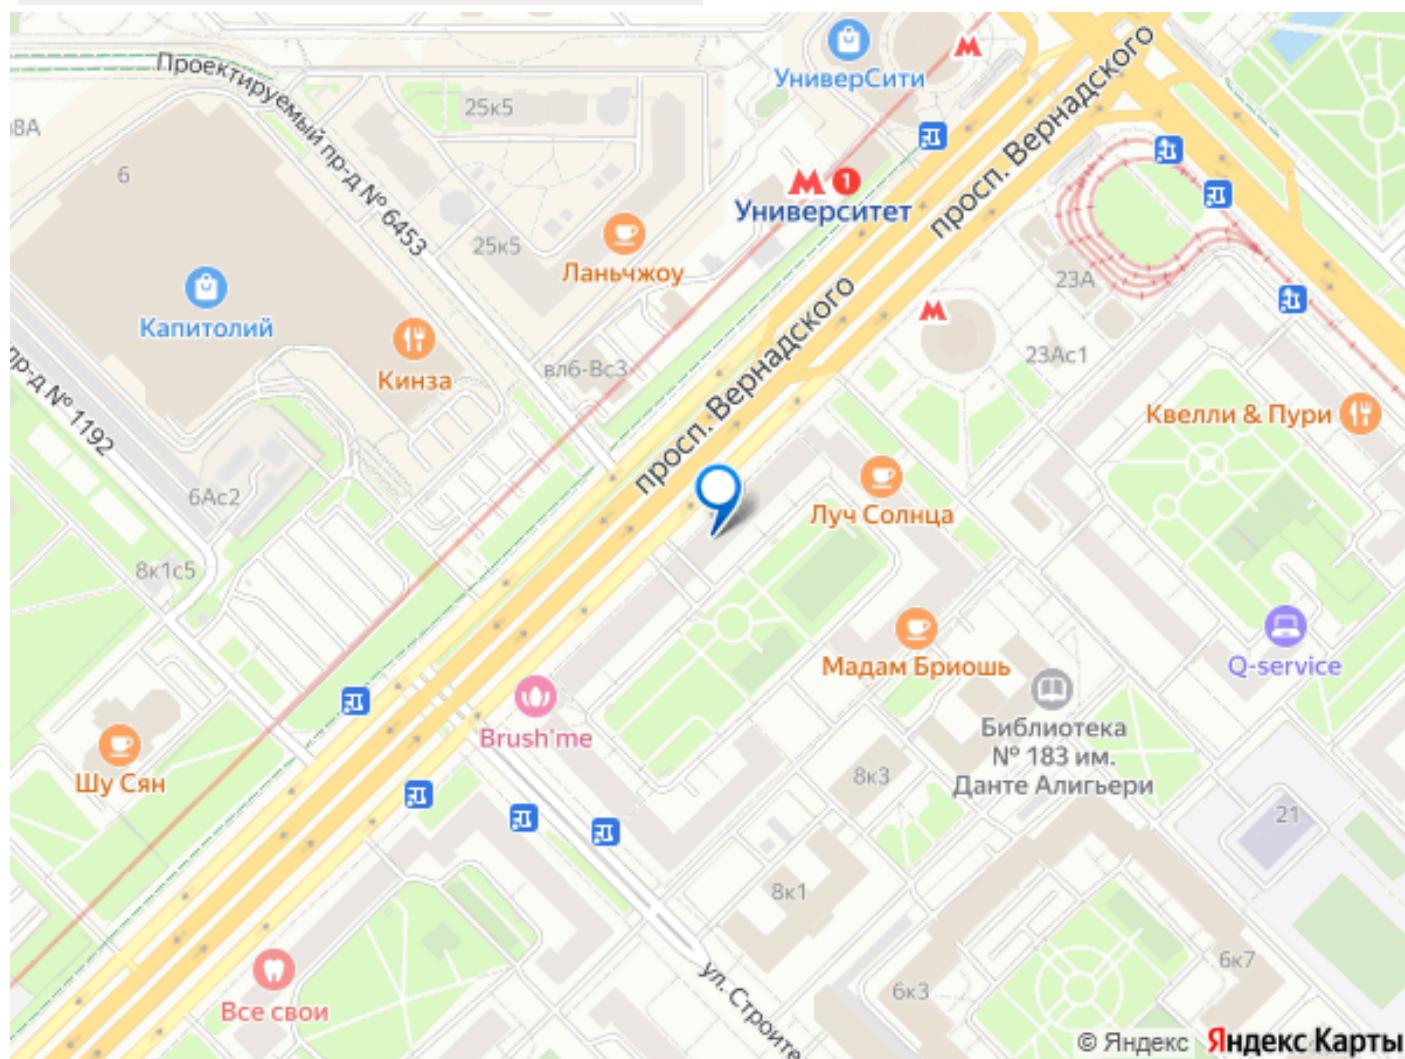 УниверСити
Проектируемый пр-д № 6453
25к5
просп. Вернадского
6
Университет
25к5
Ланьчжоу
просп. Вернадского
23А
Капитолий
Кинза
вл6-Вс3
23Ас1
пр-д № 1192
Квелли & Пури
6Ас2
Луч Солнца
8к1с5
Мадам Бриошь
Q-service
Brush'me
Библиотека
№ 183 им.
Данте Алигьери
Шу Сян
8к3
21
8к1
Все свои
ул. Строите
6к3
6к7
© Яндекс Яндекс Карты